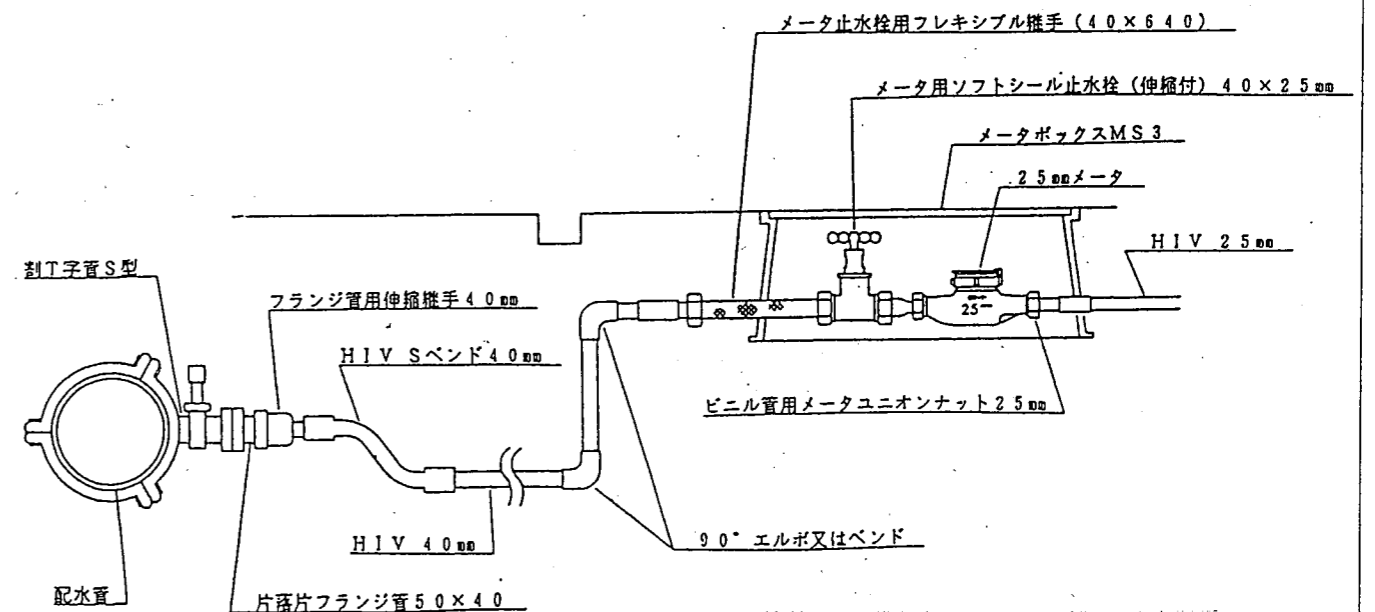 メータ止水栓用フレキシブル継手(40×640)
メータ用ソフトシール止水栓(伸縮付)40×25mm
メータボックスMS3
25mmメータ
HIV 25mm
割T字管S型
フランジ管用伸縮継手40mm
HIV Sベンド40mm
25
ビニル管用メータユニオンナット25mm
HIV 40mm
90°エルボ又はベンド
配水管
片落片フランジ管50×40